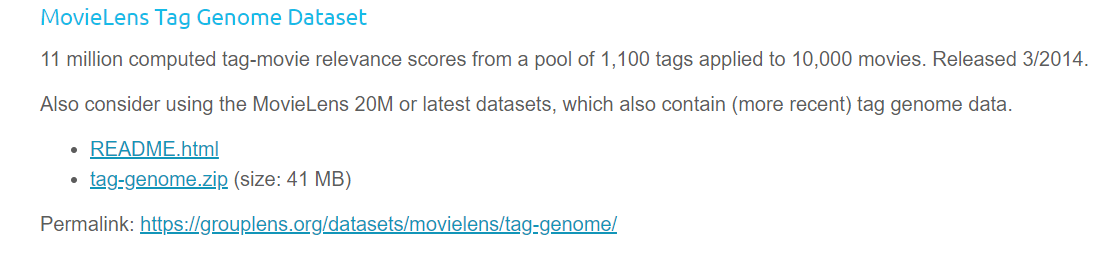 MovieLens Tag Genome Dataset
11 million computed tag-movie relevance scores from a pool of 1,100 tags applied to 10,000 movies. Released 3/2014.
Also consider using the MovieLens 20M or latest datasets, which also contain (more recent) tag genome data.
• README.html
• tag-genome.zip (size: 41 MB)
Permalink: https://grouplens.org/datasets/movielens/tag-genome/